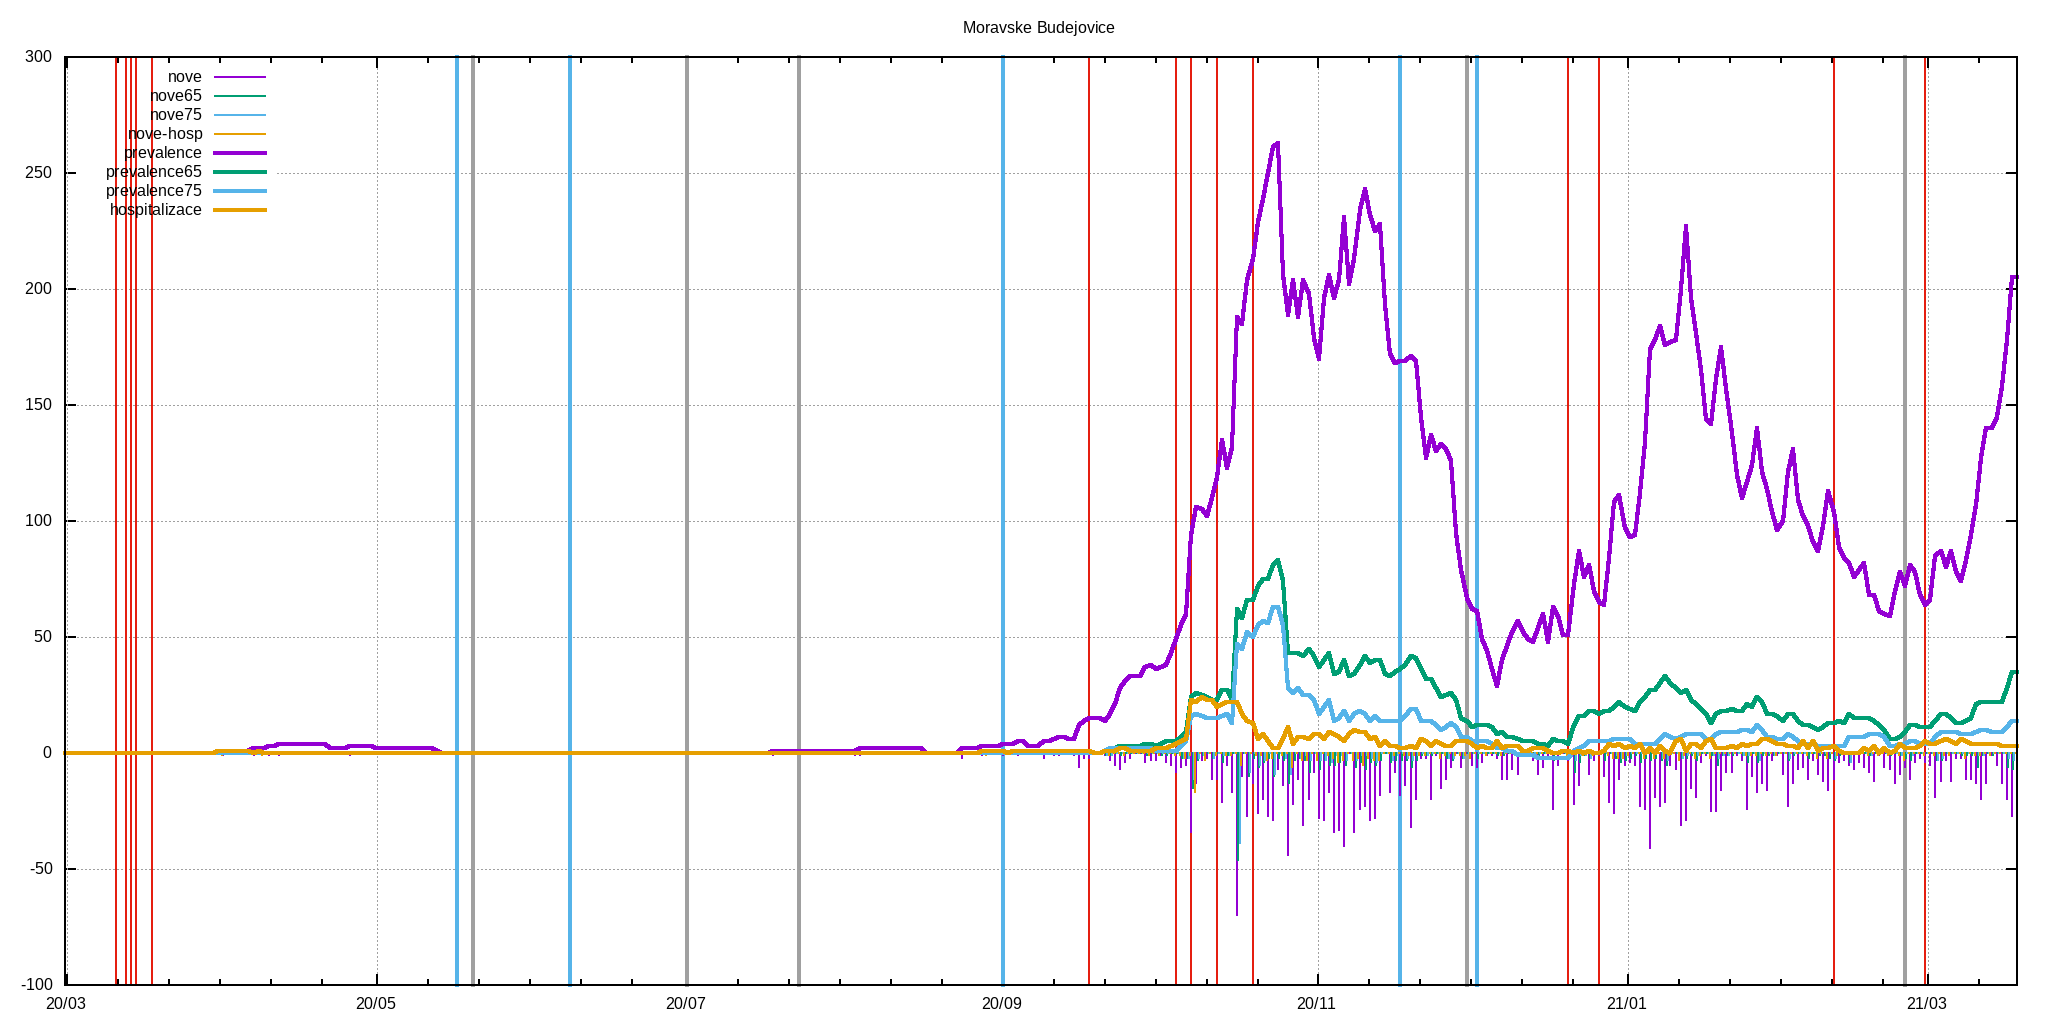 Moravske Budejovice
300
250
200
150
100
50
0
-50
-100
nove
nove65
nove75
nove-hosp
prevalence
prevalence65
prevalence75
hospitalizace
20/03 20/05 20/07 20/09 20/11 21/01 21/03